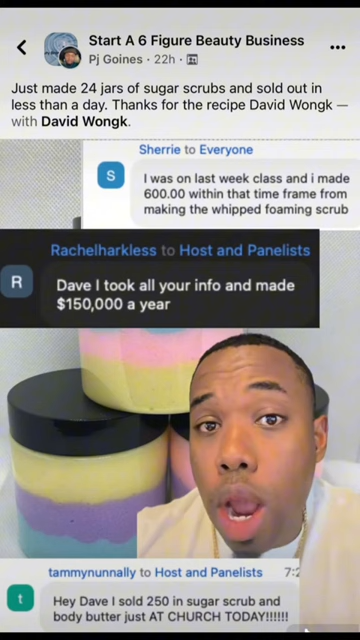 Start A 6 Figure Beauty Business
Pj Goines · 22h ·
Just made 24 jars of sugar scrubs and sold out in
less than a day. Thanks for the recipe David Wongk —
with David Wongk.
Sherrie to Everyone
S
I was on last week class and i made
600.00 within that time frame from
making the whipped foaming scrub
Rachelharkless to Host and Panelists
R
Dave I took all your info and made
$150,000 a year
tammynunnally to Host and Panelists
t
Hey Dave I sold 250 in sugar scrub and
body butter just AT CHURCH TODAY!!!!!!